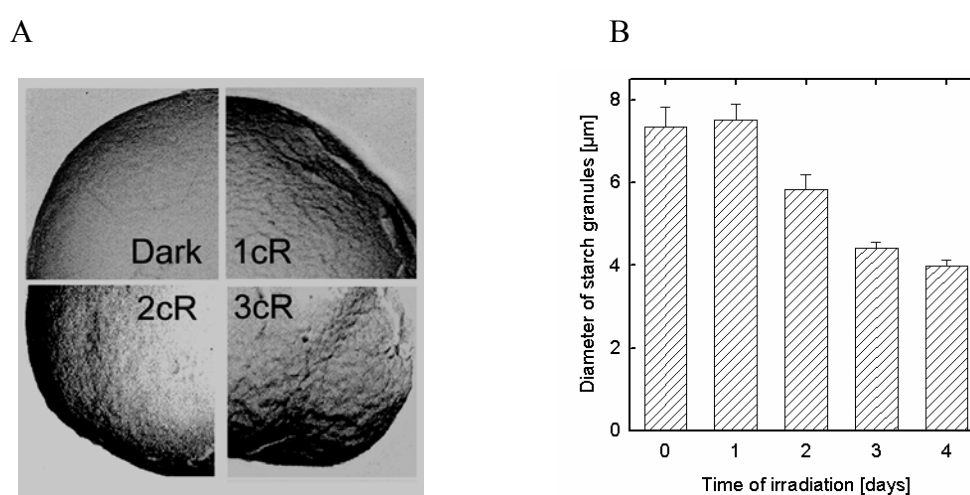 A
Dark
1cR
2cR
3cR
B
Diameter of starch granules [µm]
8
6
4
2
0
0 1 2 3 4
Time of irradiation [days]